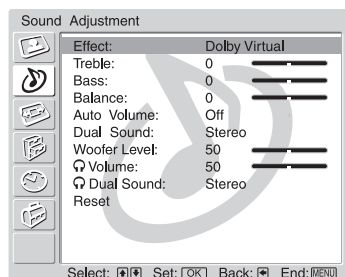 Sound Adjustment
Effect: Dolby Virtual
Treble: 0
Bass: 0
Balance: 0
Auto Volume: Off
Dual Sound: Stereo
Woofer Level: 50
Volume: 50
Dual Sound: Stereo
Reset
Select: Set: OK Back: End: MENU